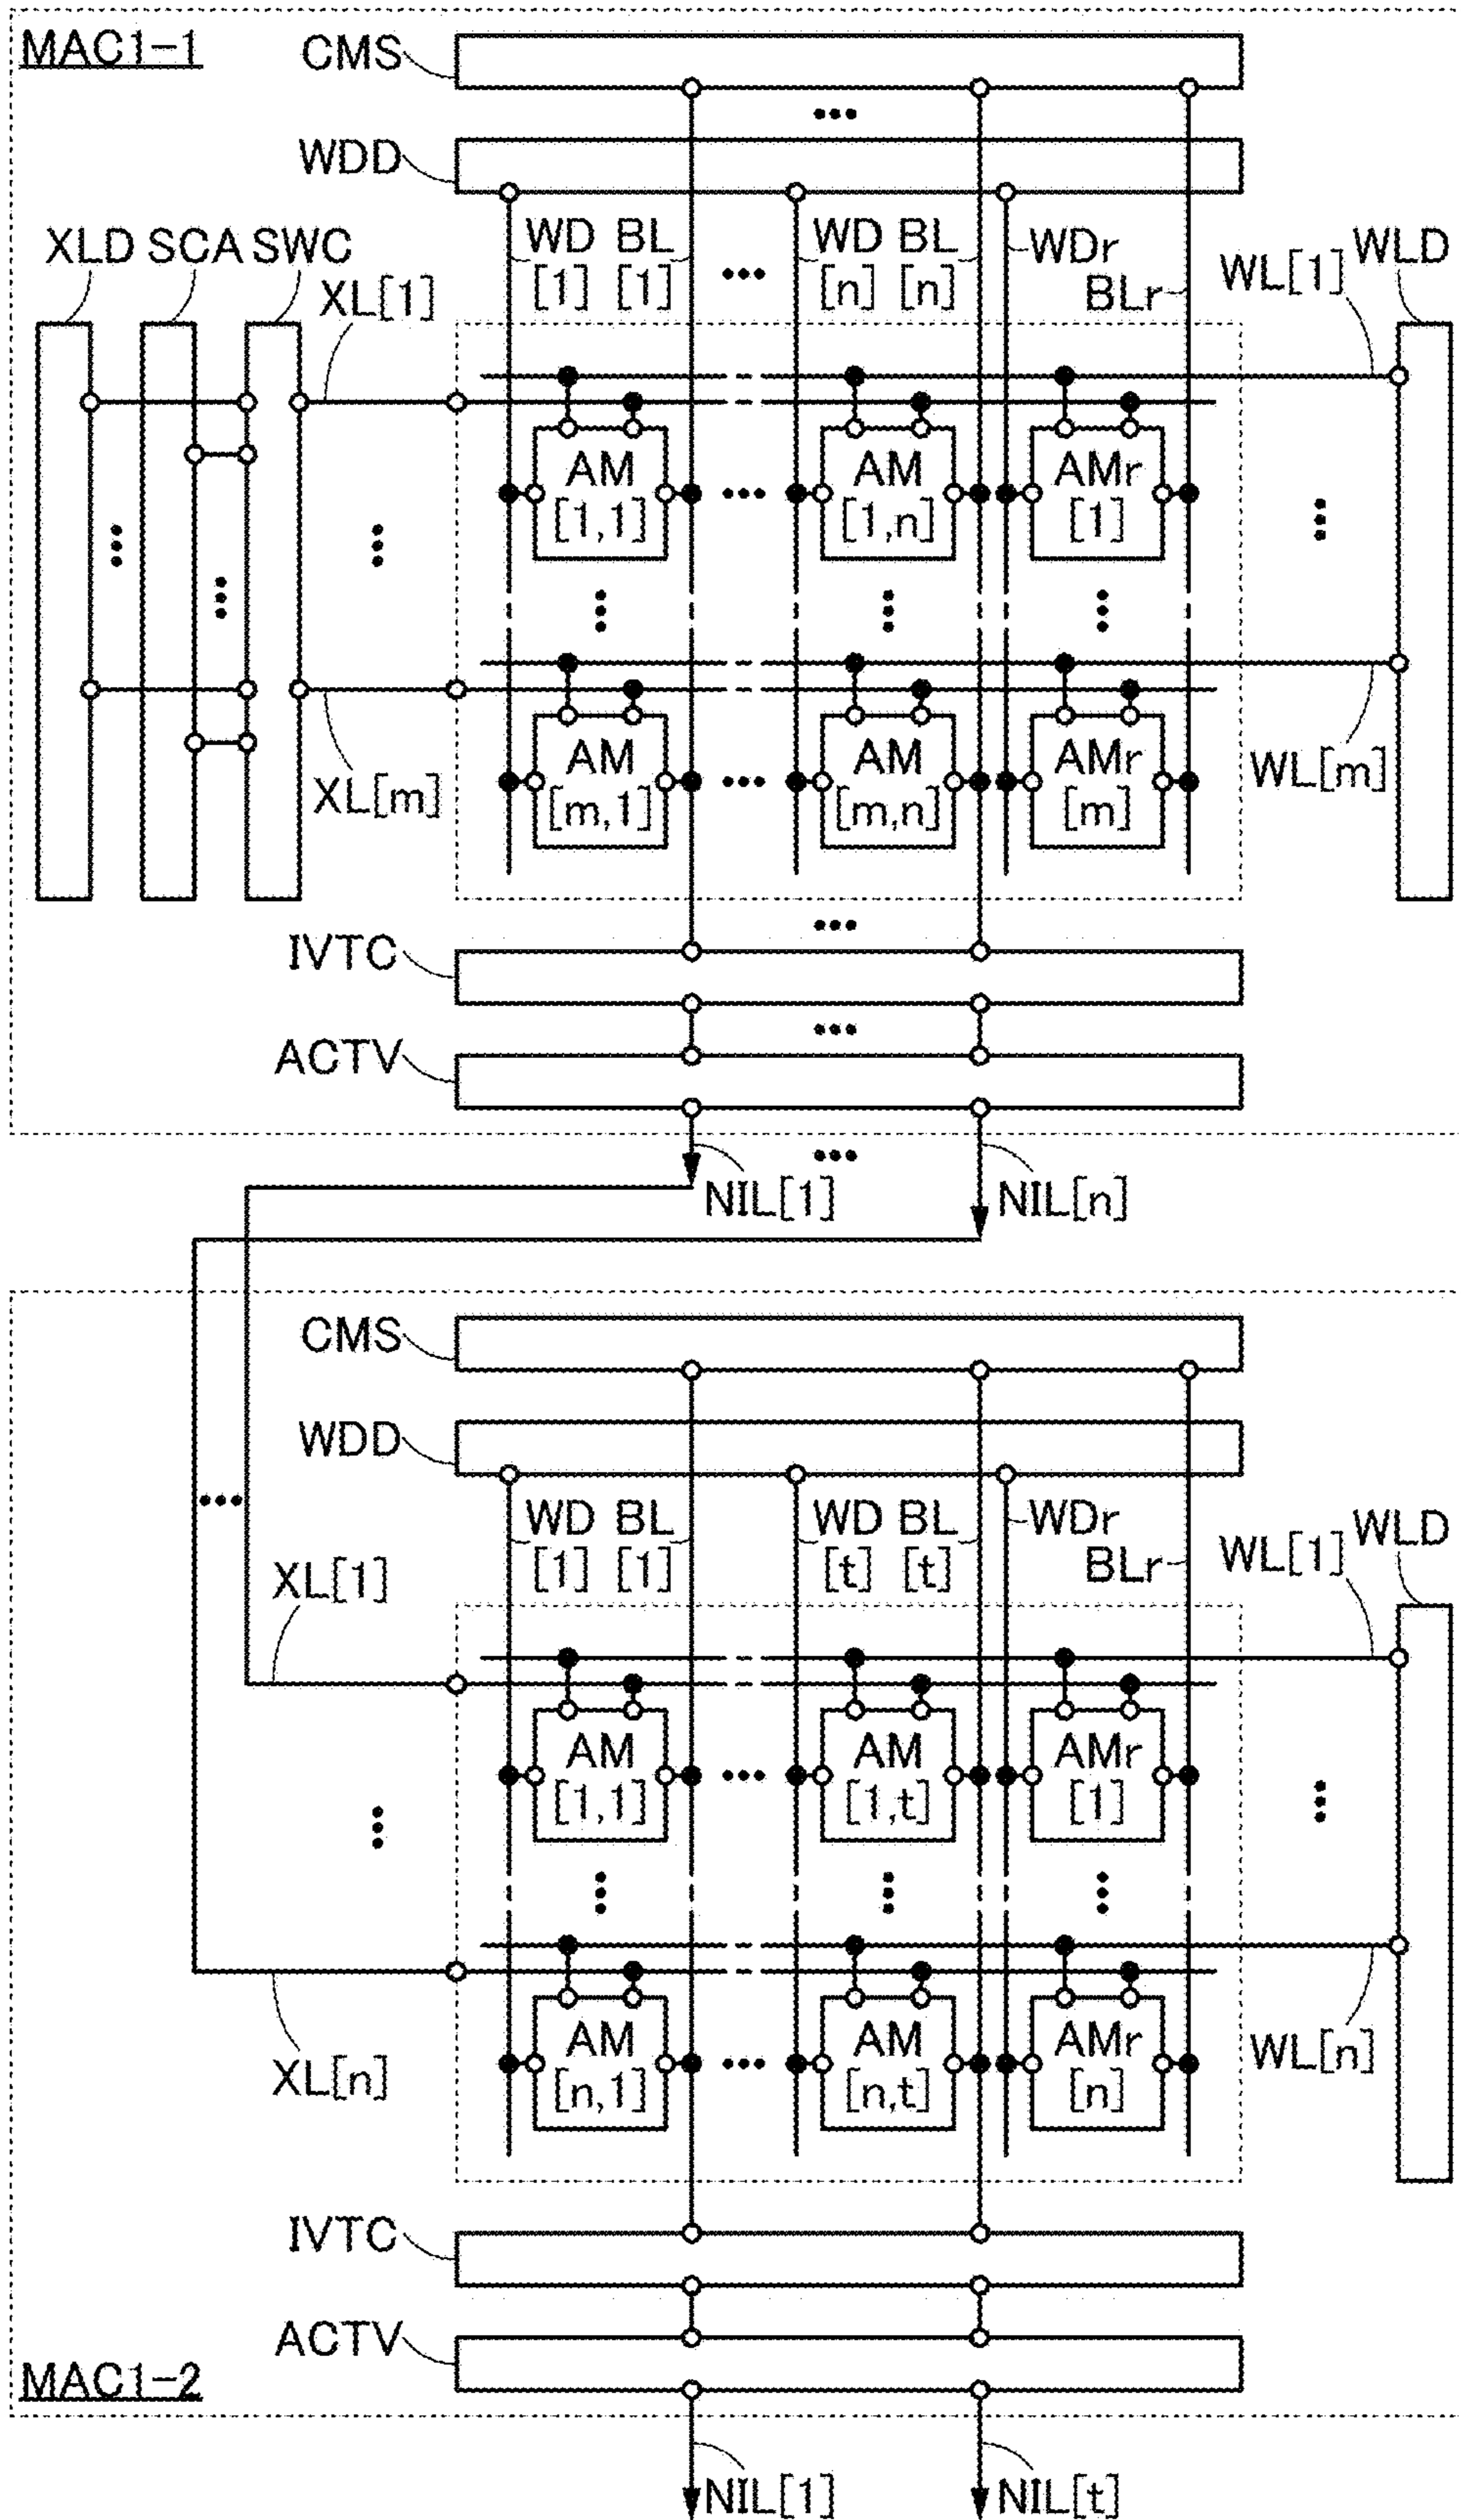 MAC1-1
CMS
WDD
XLD SCA SWC
XL[1]
WD BL
[1] [1]
WD BL
[n] [n]
WDr
BLr
WL[1]
WLD
AM
[1,1]
AM
[1,n]
AMr
[1]
XL[m]
AM
[m,1]
AM
[m,n]
AMr
[m]
WL[m]
IVTC
ACTV
NIL[1]
NIL[n]
CMS
WDD
WD BL
[1] [1]
WD BL
[t] [t]
WDr
BLr
WL[1]
WLD
XL[1]
AM
[1,1]
AM
[1,t]
AMr
[1]
XL[n]
AM
[n,1]
AM
[n,t]
AMr
[n]
WL[n]
IVTC
ACTV
MAC1-2
NIL[1]
NIL[t]